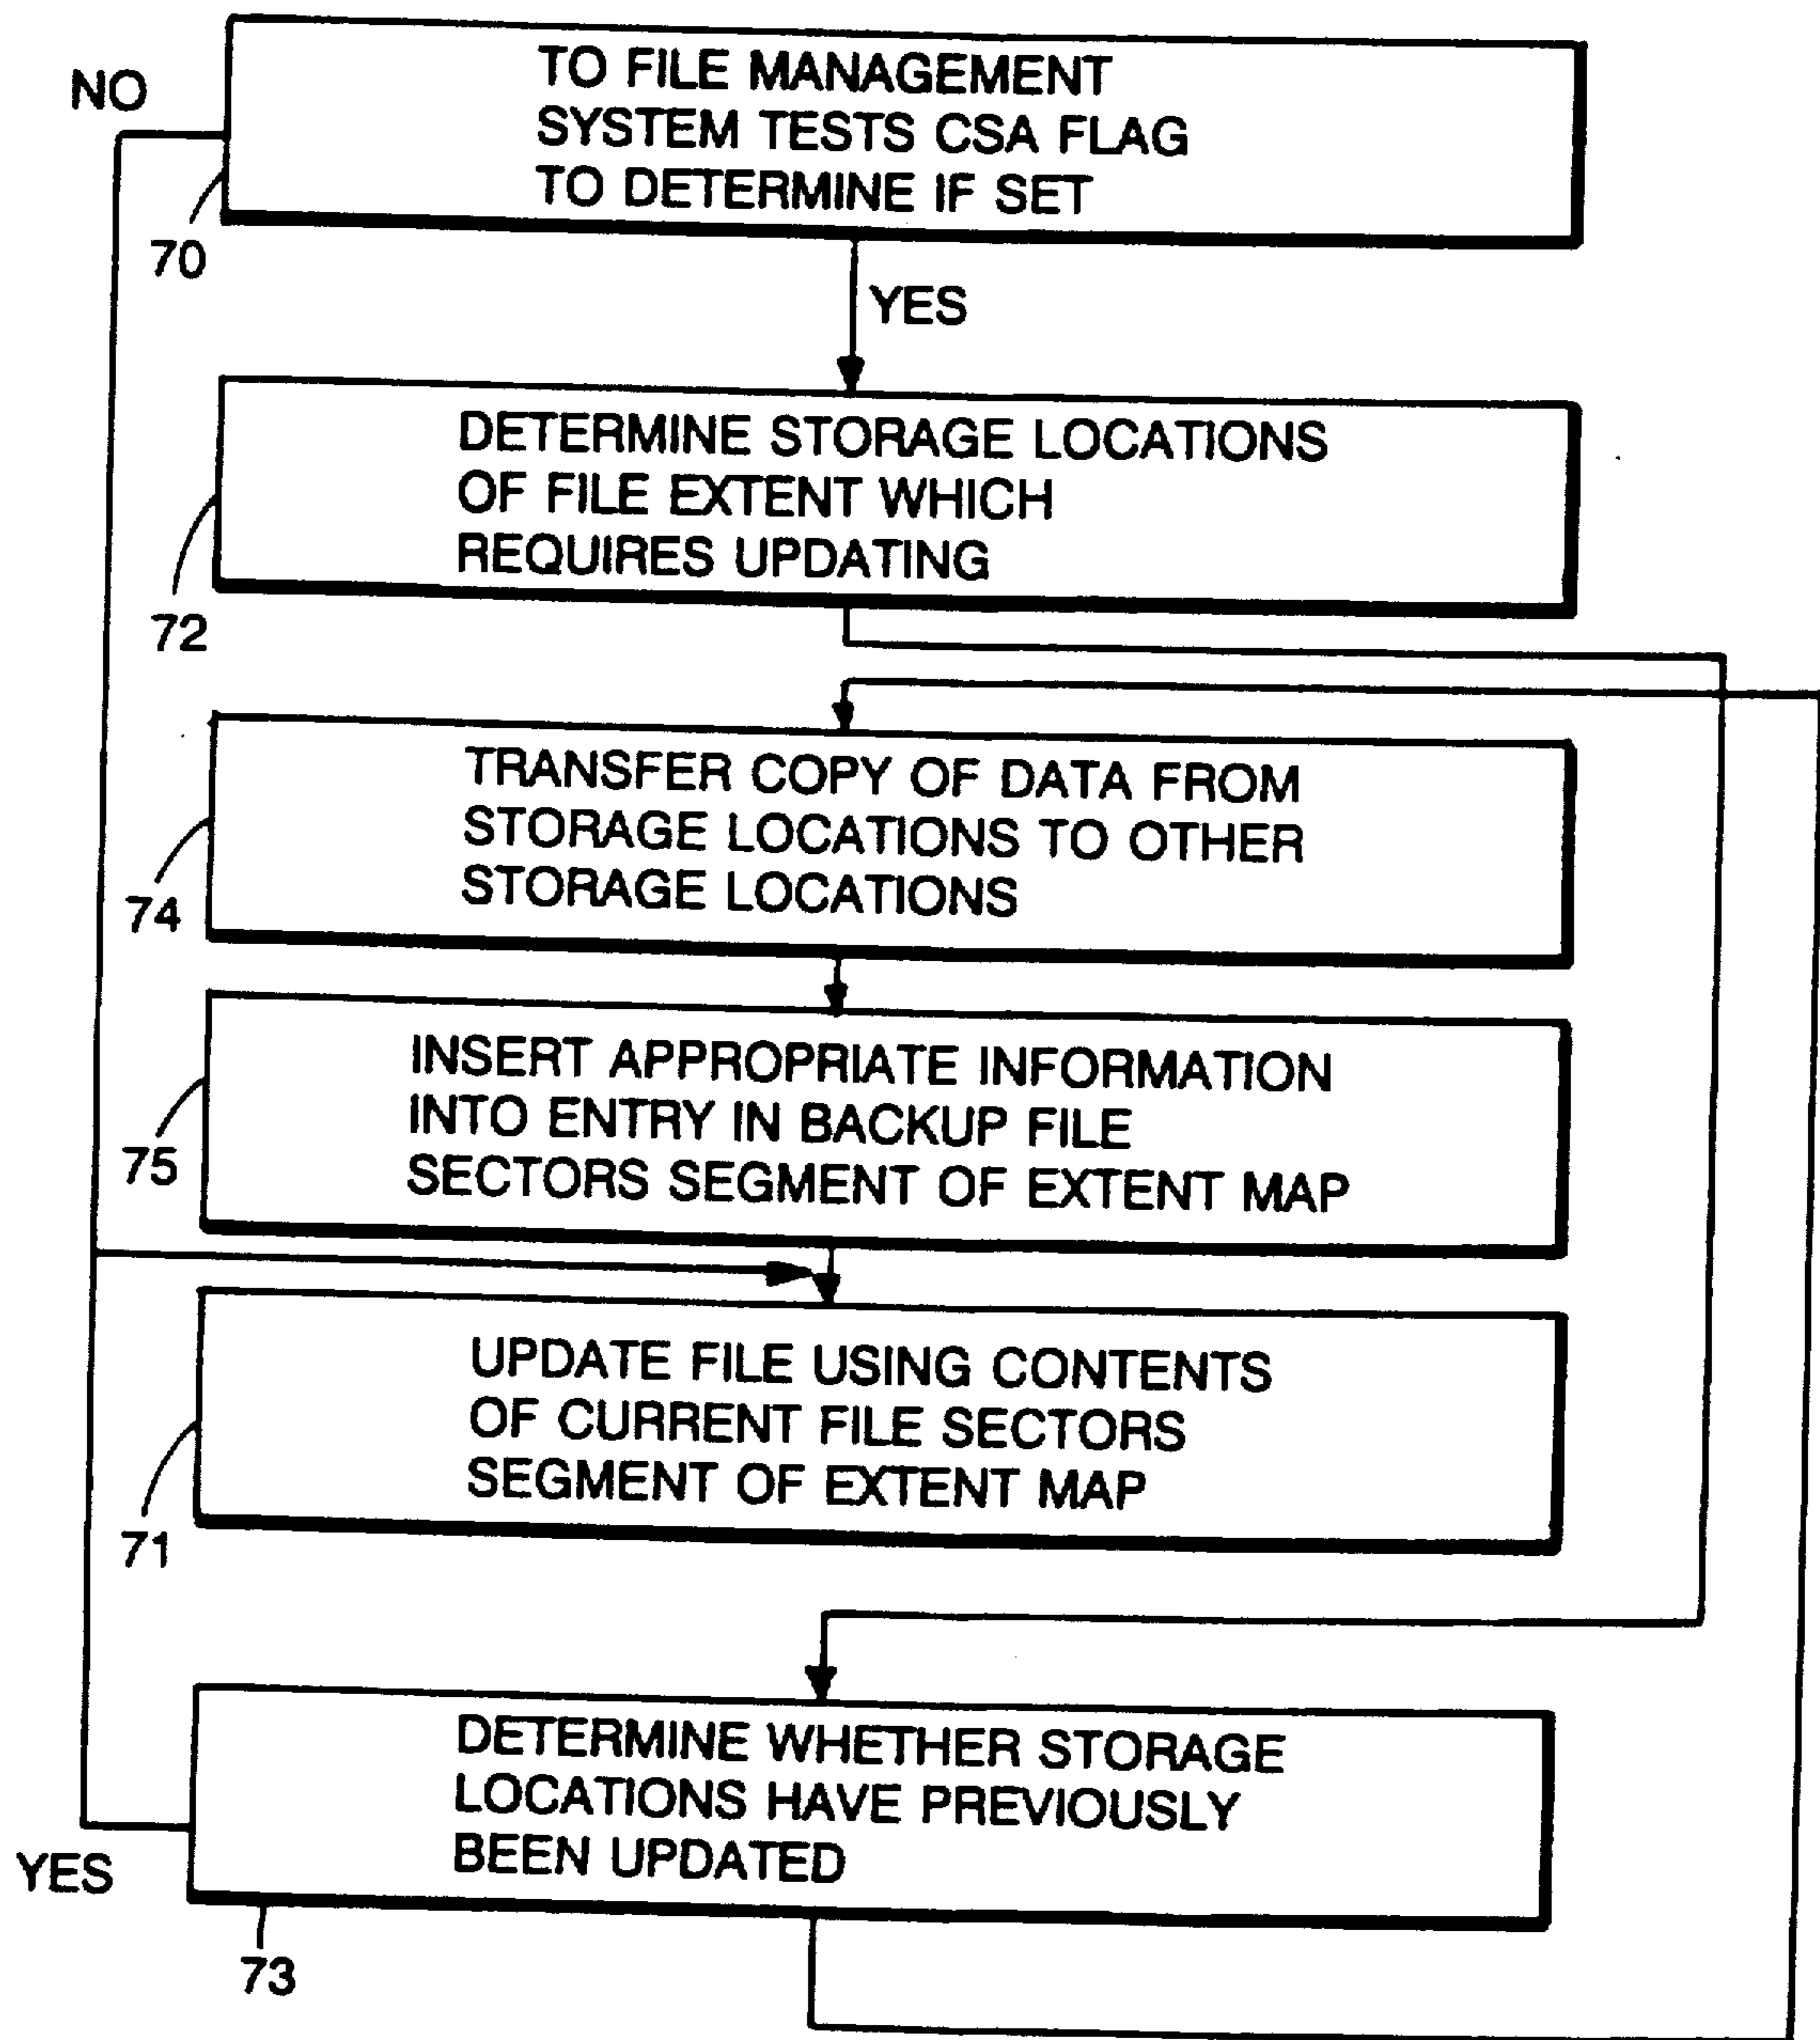 NO
TO FILE MANAGEMENT
SYSTEM TESTS CSA FLAG
TO DETERMINE IF SET
70
YES
DETERMINE STORAGE LOCATIONS
OF FILE EXTENT WHICH
REQUIRES UPDATING
72
TRANSFER COPY OF DATA FROM
STORAGE LOCATIONS TO OTHER
STORAGE LOCATIONS
74
INSERT APPROPRIATE INFORMATION
INTO ENTRY IN BACKUP FILE
SECTORS SEGMENT OF EXTENT MAP
75
UPDATE FILE USING CONTENTS
OF CURRENT FILE SECTORS
SEGMENT OF EXTENT MAP
71
DETERMINE WHETHER STORAGE
LOCATIONS HAVE PREVIOUSLY
BEEN UPDATED
YES
73